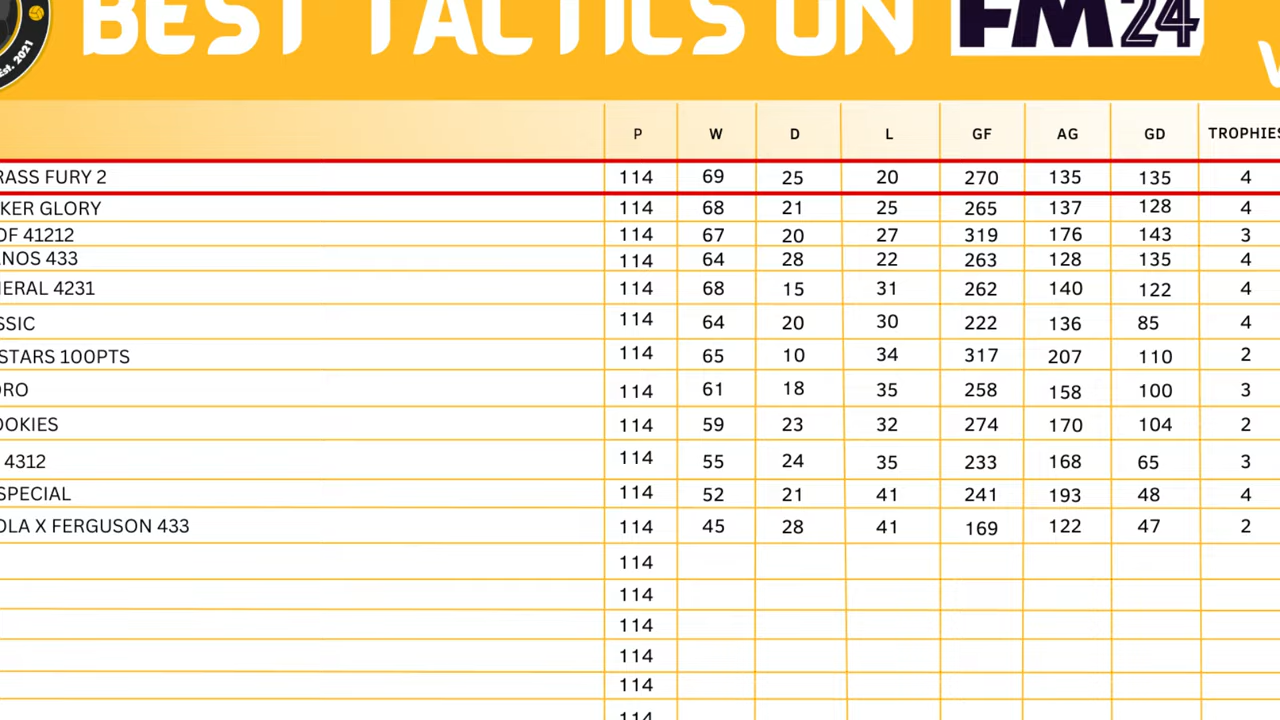 Est. 2021
BEST TACTICS ON FM24
P W D L GF AG GD TROPHIES
RASS FURY 2 114 69 25 20 270 135 135 4
KER GLORY 114 68 21 25 265 137 128 4
OF 41212 114 67 20 27 319 176 143 3
NOS 433 114 64 28 22 263 128 135 4
ERAL 4231 114 68 15 31 262 140 122 4
SSIC 114 64 20 30 222 136 85 4
STARS 100PTS 114 65 10 34 317 207 110 2
ORO 114 61 18 35 258 158 100 3
OOKIES 114 59 23 32 274 170 104 2
4312 114 55 24 35 233 168 65 3
SPECIAL 114 52 21 41 241 193 48 4
OLA X FERGUSON 433 114 45 28 41 169 122 47 2
114
114
114
114
114
114